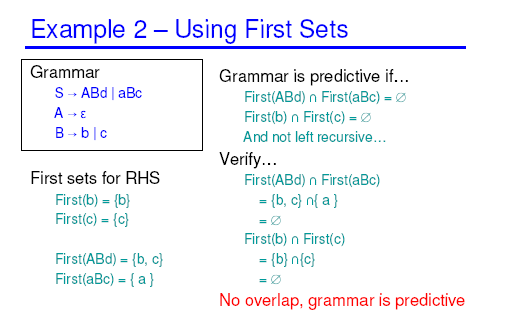 Example 2 – Using First Sets
Grammar
S → ABd | aBc
A → ε
B → b | c
First sets for RHS
First(b) = {b}
First(c) = {c}
First(ABd) = {b, c}
First(aBc) = { a }
Grammar is predictive if…
First(ABd) ∩ First(aBc) = ∅
First(b) ∩ First(c) = ∅
And not left recursive…
Verify…
First(ABd) ∩ First(aBc)
= {b, c} ∩{ a }
= ∅
First(b) ∩ First(c)
= {b} ∩{c}
= ∅
No overlap, grammar is predictive